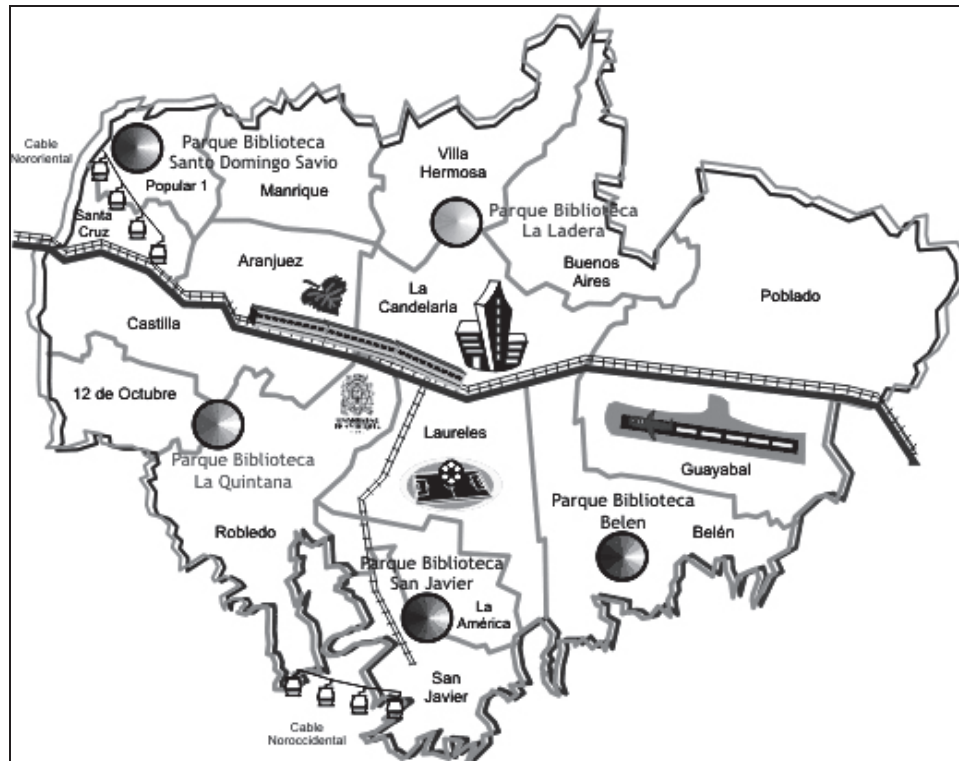 Cable
Nororiental
Parque Biblioteca
Santo Domingo Savio
Popular 1
Manrique
Santa
Cruz
Villa
Hermosa
Parque Biblioteca
La Ladera
Buenos
Aires
Aranjuez
La
Candelaria
Poblado
Castilla
12 de Octubre
Laureles
Parque Biblioteca
La Quintana
Guayabal
Parque Biblioteca
Belen
Belén
Robledo
Parque Biblioteca
San Javier
La
América
San
Javier
Cable
Noroccidental